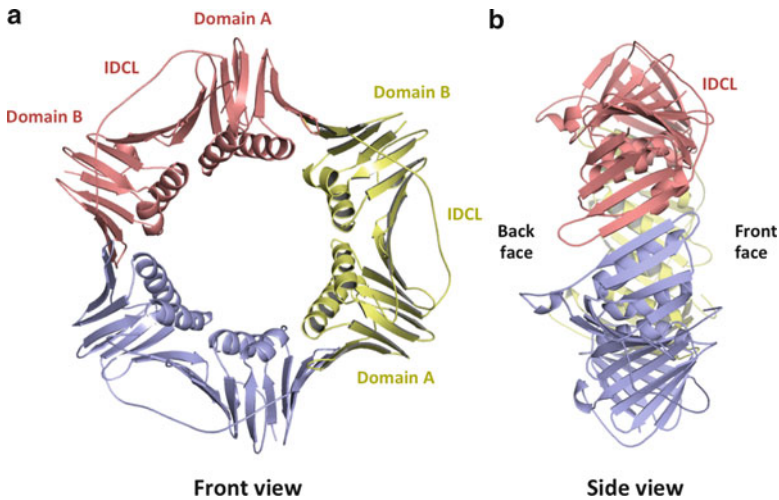 a
Domain A
IDCL
Domain B
Domain B
IDCL
Domain A
Front view
b
IDCL
Back
face
Front
face
Side view